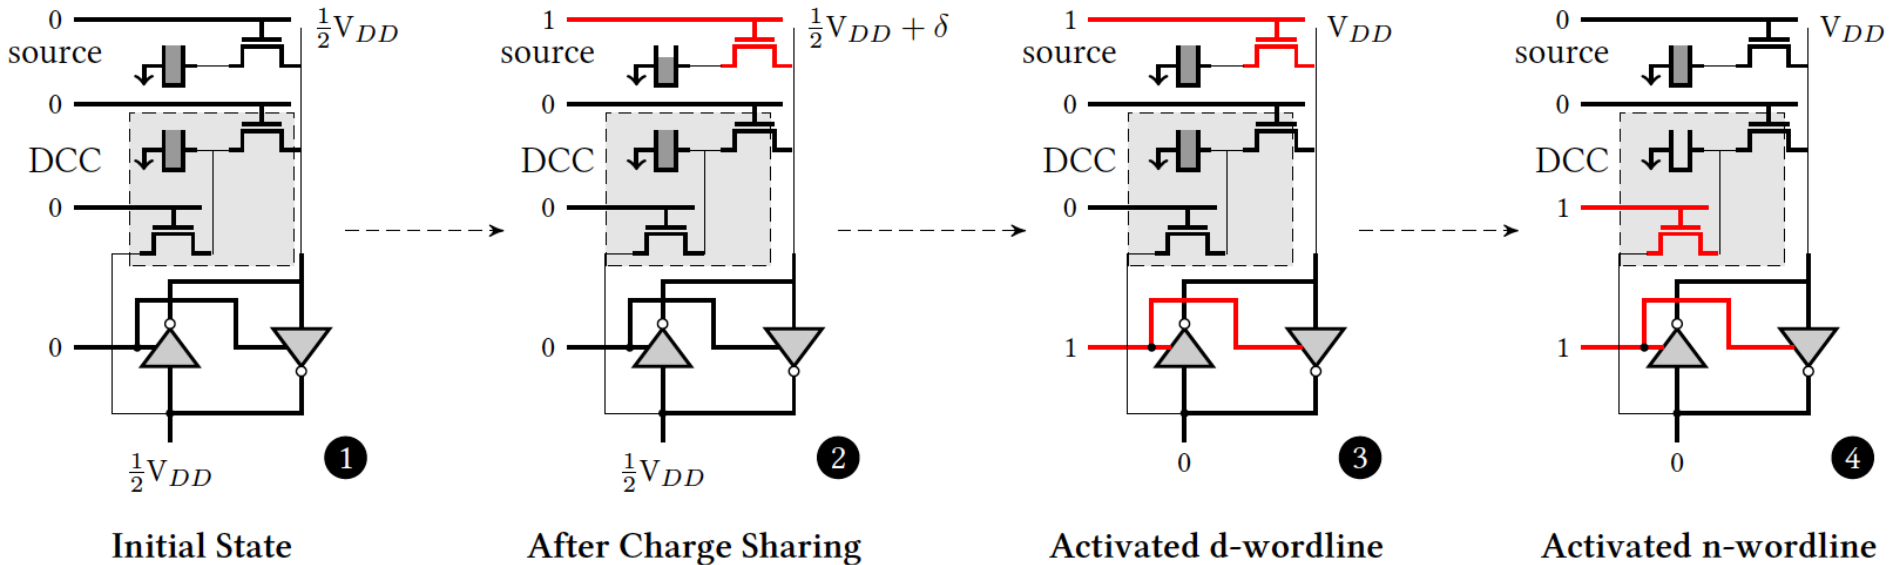 0
½V_DD
source
0
DCC
0
0
½V_DD
1
Initial State
1
½V_DD + δ
source
0
DCC
0
0
½V_DD
2
After Charge Sharing
1
V_DD
source
0
DCC
0
1
0
3
Activated d-wordline
0
V_DD
source
0
DCC
1
1
0
4
Activated n-wordline